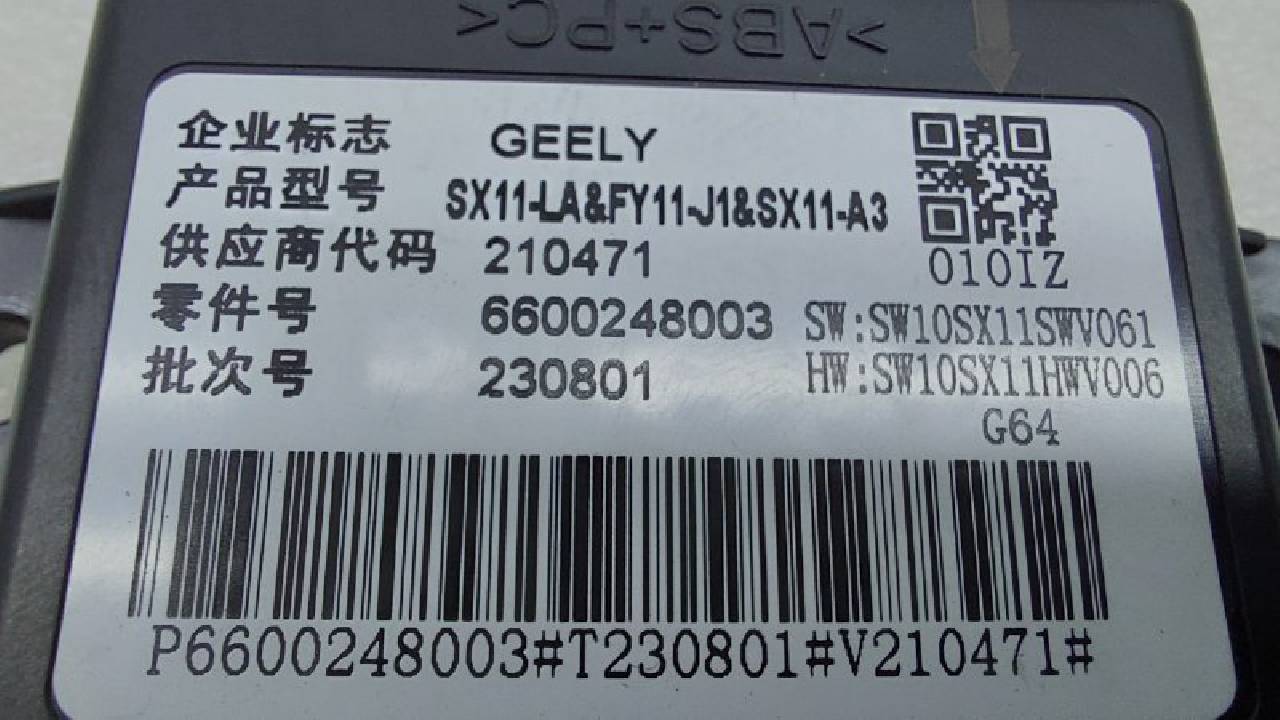 >ABS+PC<
企业标志 GEELY
产品型号 SX11-LA&FY11-J1&SX11-A3
供应商代码 210471
010IZ
零件号 6600248003 SW:SW10SX11SWV061
批次号 230801 HW:SW10SX11HWV006
G64
P6600248003#T230801#V210471#